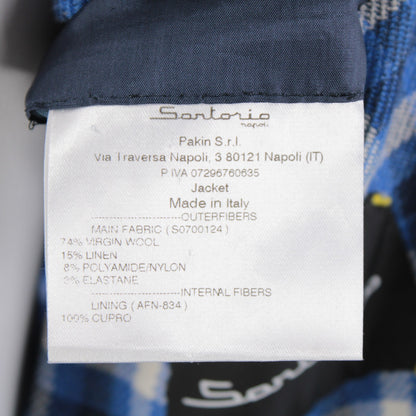 Sartorio
napoli
Pakin S.r.l.
Via Traversa Napoli, 3 80121 Napoli (IT)
P. IVA 07296760635
Jacket
Made in Italy
--------------------OUTERFIBERS
MAIN FABRIC ( S0700124 )
74% VIRGIN WOOL
15% LINEN
8% POLYAMIDE/NYLON
3% ELASTANE
--------------------INTERNAL FIBERS
LINING ( AFN-834 )
100% CUPRO